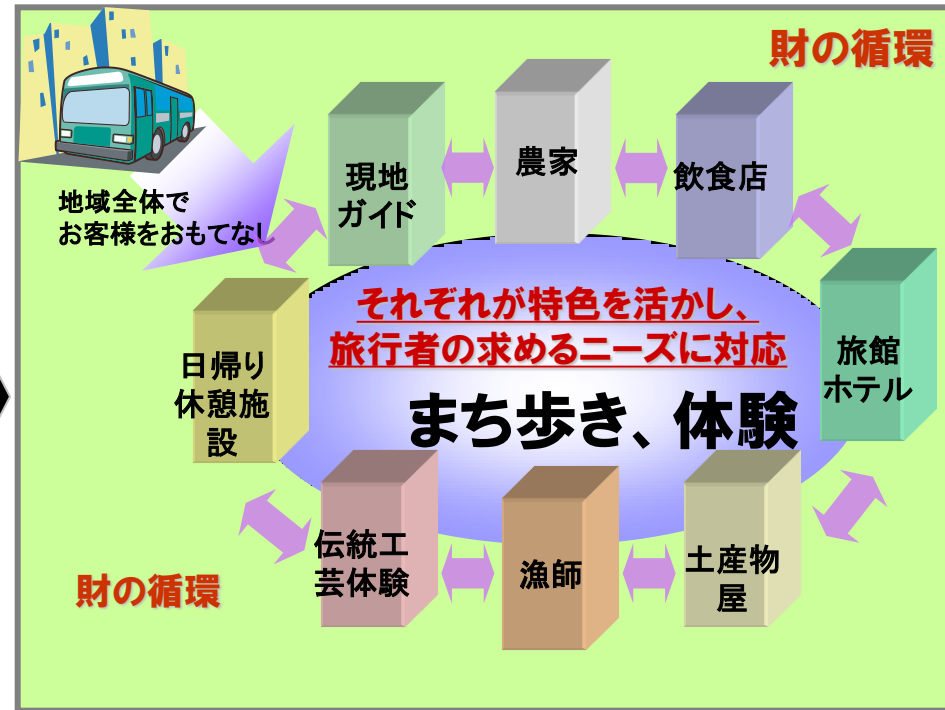 財の循環
地域全体で
お客様をおもてなし
現地
ガイド
農家
飲食店
それぞれが特色を活かし、
旅行者の求めるニーズに対応
まち歩き、体験
日帰り
休憩施
設
旅館
ホテル
伝統工
芸体験
漁師
土産物
屋
財の循環